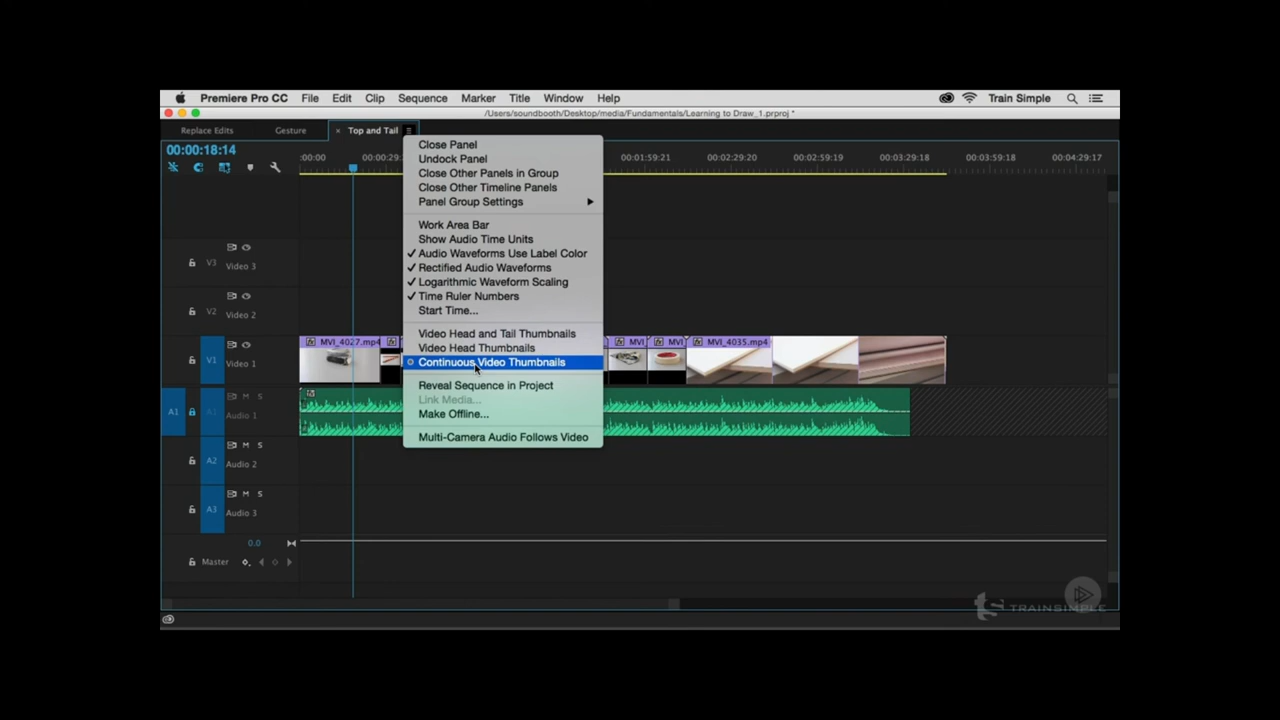 Premiere Pro CC File Edit Clip Sequence Marker Title Window Help Train Simple
/Users/soundbooth/Desktop/media/Fundamentals/Learning to Draw_1.prproj *
Replace Edits Gesture × Top and Tail
00:00:18:14
:00:00 00:00:29: 00:01:59:21 00:02:29:20 00:02:59:19 00:03:29:18 00:03:59:18 00:04:29:17
Close Panel
Undock Panel
Close Other Panels in Group
Close Other Timeline Panels
Panel Group Settings
Work Area Bar
Show Audio Time Units
Audio Waveforms Use Label Color
Rectified Audio Waveforms
Logarithmic Waveform Scaling
Time Ruler Numbers
Start Time...
Video Head and Tail Thumbnails
Video Head Thumbnails
Continuous Video Thumbnails
Reveal Sequence in Project
Link Media...
Make Offline...
Multi-Camera Audio Follows Video
V3 Video 3
V2 Video 2
fx MVI_4027.mp4 fx MVI fx MVI fx MVI_4035.mp4
V1 Video 1
M S
A1 A1 Audio 1
M S
A2 Audio 2
M S
A3 Audio 3
0.0
Master
ts TRAINSIMPLE